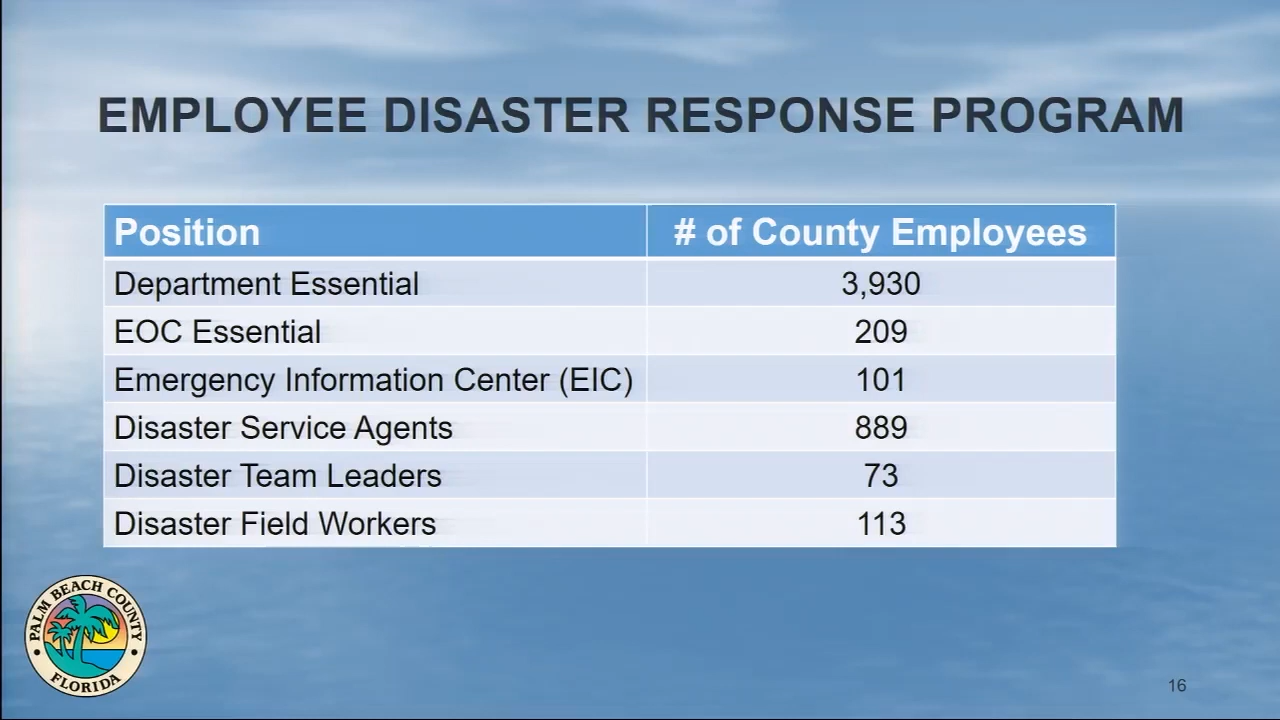 EMPLOYEE DISASTER RESPONSE PROGRAM
Position # of County Employees
Department Essential 3,930
EOC Essential 209
Emergency Information Center (EIC) 101
Disaster Service Agents 889
Disaster Team Leaders 73
Disaster Field Workers 113
PALM BEACH COUNTY
FLORIDA
16